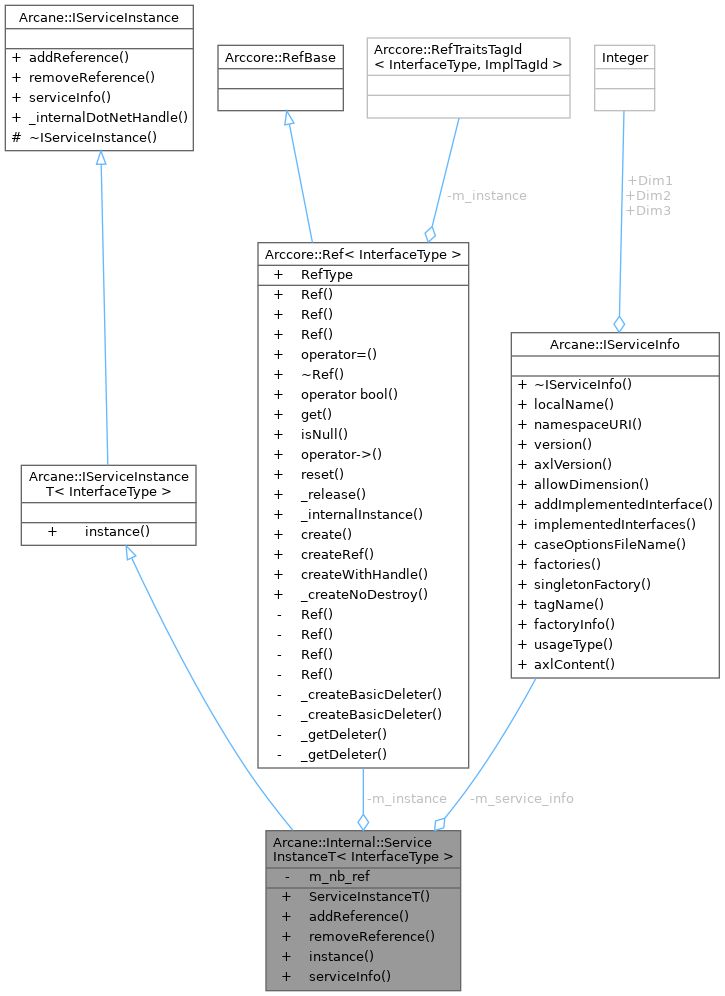 Arcane::IServiceInstance
+ addReference()
+ removeReference()
+ serviceInfo()
+ _internalDotNetHandle()
# ~IServiceInstance()
Arccore::RefBase
Arccore::RefTraitsTagId
< InterfaceType, ImplTagId >
Integer
-m_instance
+Dim1
+Dim2
+Dim3
Arccore::Ref< InterfaceType >
+ RefType
+ Ref()
+ Ref()
+ Ref()
+ operator=()
+ ~Ref()
+ operator bool()
+ get()
+ isNull()
+ operator->()
+ reset()
+ _release()
+ _internalInstance()
+ create()
+ createRef()
+ createWithHandle()
+ _createNoDestroy()
- Ref()
- Ref()
- Ref()
- Ref()
- _createBasicDeleter()
- _createBasicDeleter()
- _getDeleter()
- _getDeleter()
Arcane::IServiceInfo
+ ~IServiceInfo()
+ localName()
+ namespaceURI()
+ version()
+ axlVersion()
+ allowDimension()
+ addImplementedInterface()
+ implementedInterfaces()
+ caseOptionsFileName()
+ factories()
+ singletonFactory()
+ tagName()
+ factoryInfo()
+ usageType()
+ axlContent()
Arcane::IServiceInstance
T< InterfaceType >
+ instance()
-m_instance
-m_service_info
Arcane::Internal::Service
InstanceT< InterfaceType >
- m_nb_ref
+ ServiceInstanceT()
+ addReference()
+ removeReference()
+ instance()
+ serviceInfo()